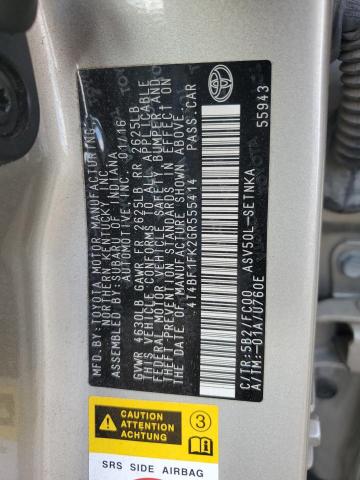 MFD. BY: TOYOTA MOTOR MANUFACTURING,
NORTHERN KENTUCKY, INC.
ASSEMBLED BY: SUBARU OF INDIANA
AUTOMOTIVE, INC. 01/16
GVWR 4630LB GAWR FR 2625LB RR 2625LB
THIS VEHICLE CONFORMS TO ALL APPLICABLE
FEDERAL MOTOR VEHICLE SAFETY, BUMPER, AND
THEFT PREVENTION STANDARDS IN EFFECT ON
THE DATE OF MANUFACTURE SHOWN ABOVE.
4T4BF1FK2GR555414 PASS.CAR
C/TR:5B2/FC00 ASV50L-SETNKA
A/TM:-01A/U760E 55943
CAUTION
ATTENTION
ACHTUNG
3
SRS SIDE AIRBAG